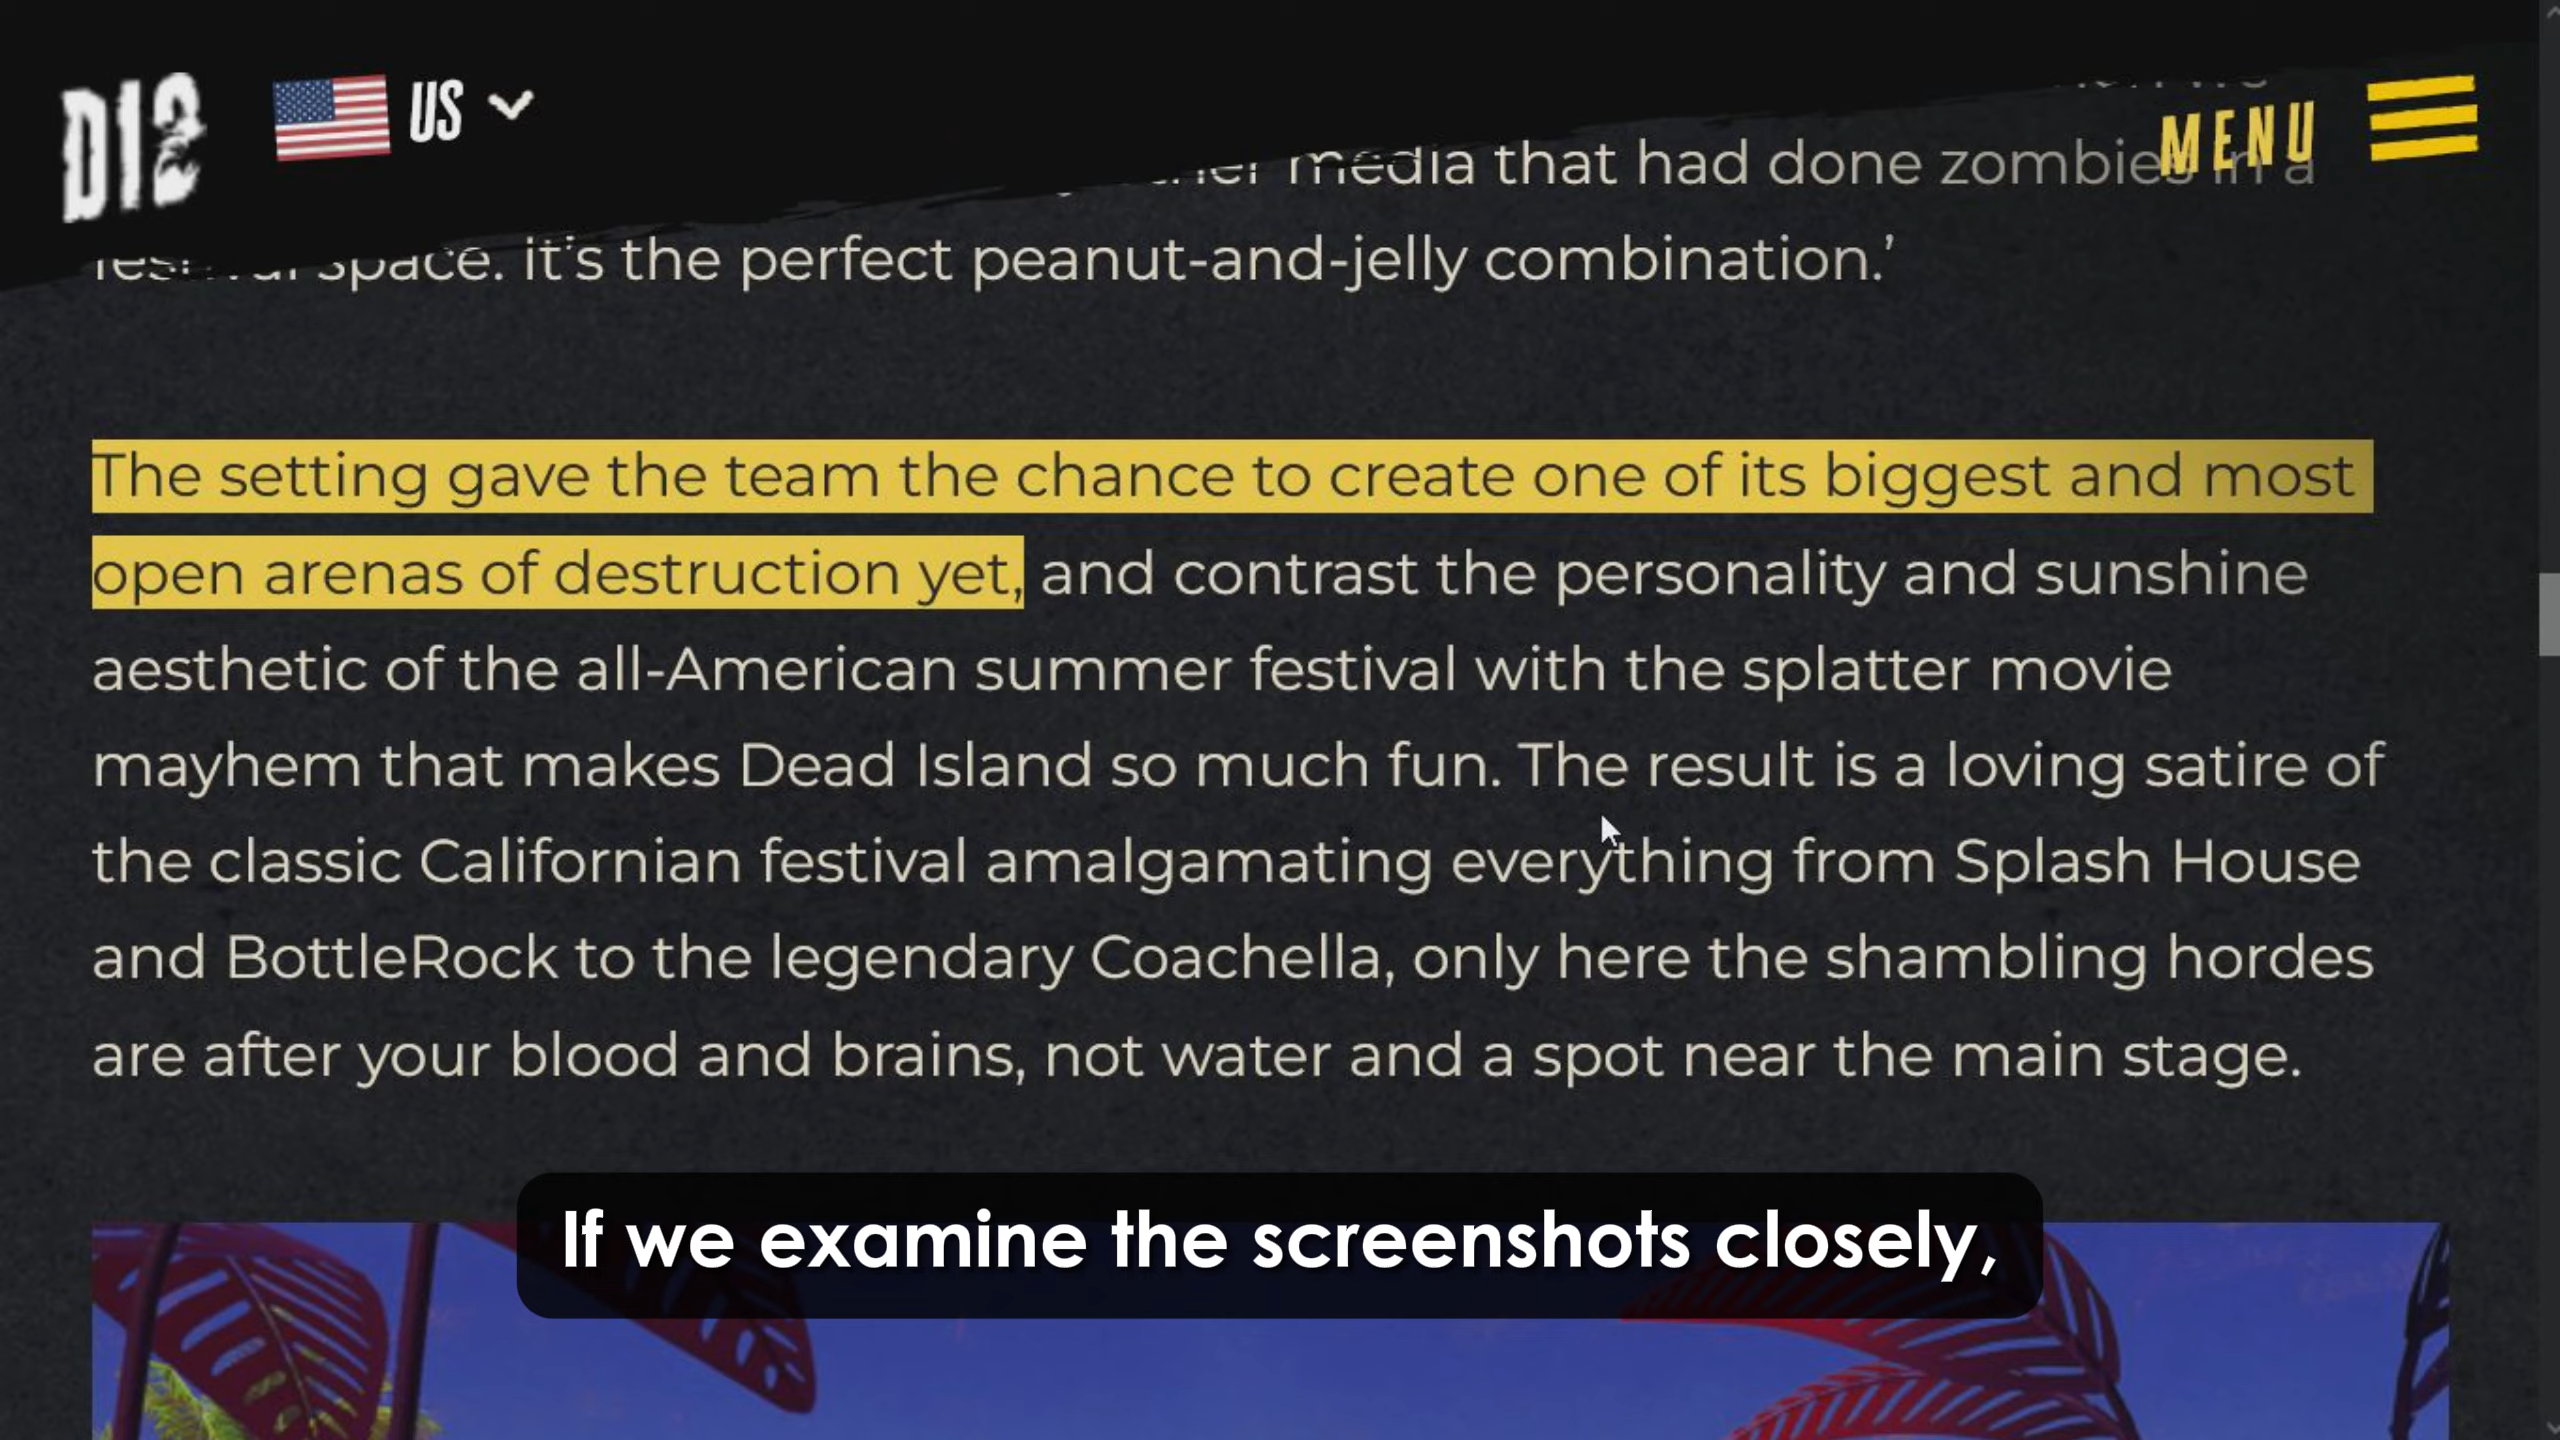 DI2
US
MENU
media that had done zombies in a
space. it's the perfect peanut-and-jelly combination.’
The setting gave the team the chance to create one of its biggest and most
open arenas of destruction yet, and contrast the personality and sunshine
aesthetic of the all-American summer festival with the splatter movie
mayhem that makes Dead Island so much fun. The result is a loving satire of
the classic Californian festival amalgamating everything from Splash House
and BottleRock to the legendary Coachella, only here the shambling hordes
are after your blood and brains, not water and a spot near the main stage.
If we examine the screenshots closely,